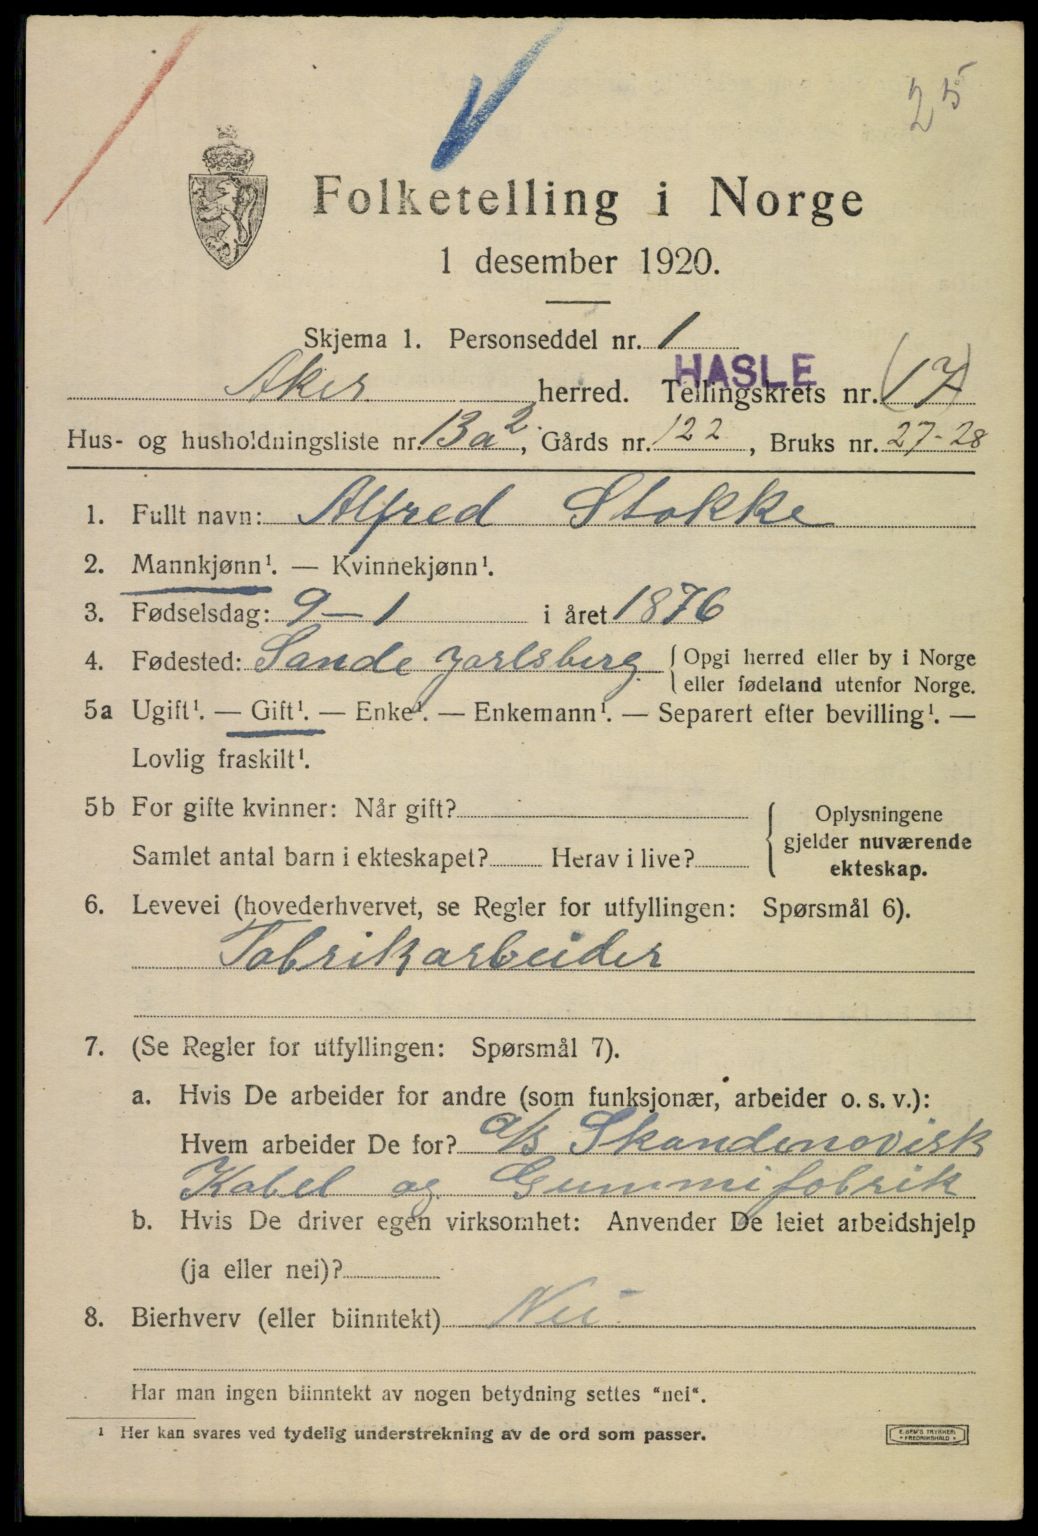 25
Folketelling i Norge
1 desember 1920.
Skjema 1. Personseddel nr. 1
HASLE
Aker herred. Tellingskrets nr. (17)
Hus- og husholdningsliste nr. 13a2, Gårds nr. 122, Bruks nr. 27-28
1. Fullt navn: Alfred Stokke
2. Mannkjønn¹. — Kvinnekjønn¹.
3. Fødselsdag: 9-1 i året 1876
4. Fødested: Sande Jarlsberg { Opgi herred eller by i Norge
eller fødeland utenfor Norge.
5a Ugift¹. — Gift¹. — Enke¹. — Enkemann¹. — Separert efter bevilling¹. —
Lovlig fraskilt¹.
5b For gifte kvinner: Når gift?
Samlet antal barn i ekteskapet? Herav i live?
Oplysningene
gjelder nuværende
ekteskap.
6. Levevei (hovederhvervet, se Regler for utfyllingen: Spørsmål 6).
Fabrikarbeider
7. (Se Regler for utfyllingen: Spørsmål 7).
a. Hvis De arbeider for andre (som funksjonær, arbeider o. s. v.):
Hvem arbeider De for? a/s Skandenavisk
Kabel og Gummifabrik
b. Hvis De driver egen virksomhet: Anvender De leiet arbeidshjelp
(ja eller nei)?
8. Bierhverv (eller biinntekt) Nei
Har man ingen biinntekt av nogen betydning settes "nei".
¹ Her kan svares ved tydelig understrekning av de ord som passer.
E. SEM'S TRYKKERI
FREDRIKSHALD